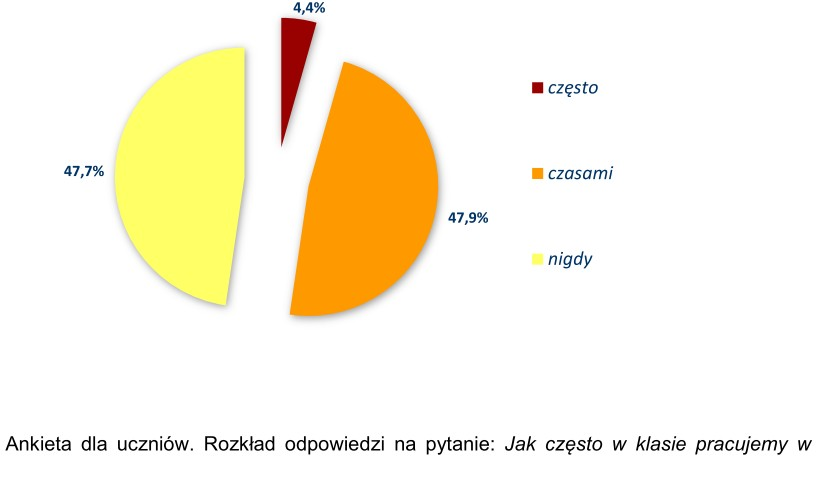 4,4%
często
47,7%
czasami
47,9%
nigdy
Ankieta dla uczniów. Rozkład odpowiedzi na pytanie: Jak często w klasie pracujemy w